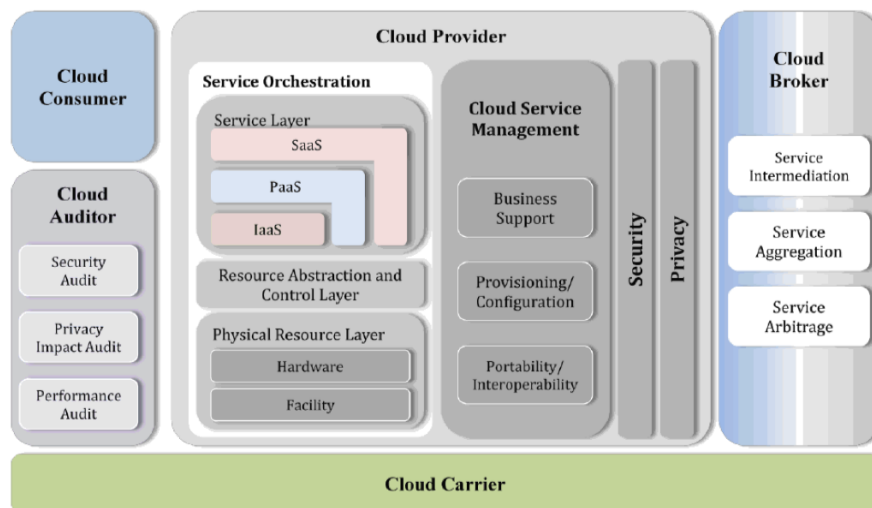 Cloud
Consumer
Cloud
Auditor
Security
Audit
Privacy
Impact Audit
Performance
Audit
Cloud Provider
Service Orchestration
Service Layer
SaaS
PaaS
IaaS
Resource Abstraction and
Control Layer
Physical Resource Layer
Hardware
Facility
Cloud Service
Management
Business
Support
Provisioning/
Configuration
Portability/
Interoperability
Security
Privacy
Cloud
Broker
Service
Intermediation
Service
Aggregation
Service
Arbitrage
Cloud Carrier